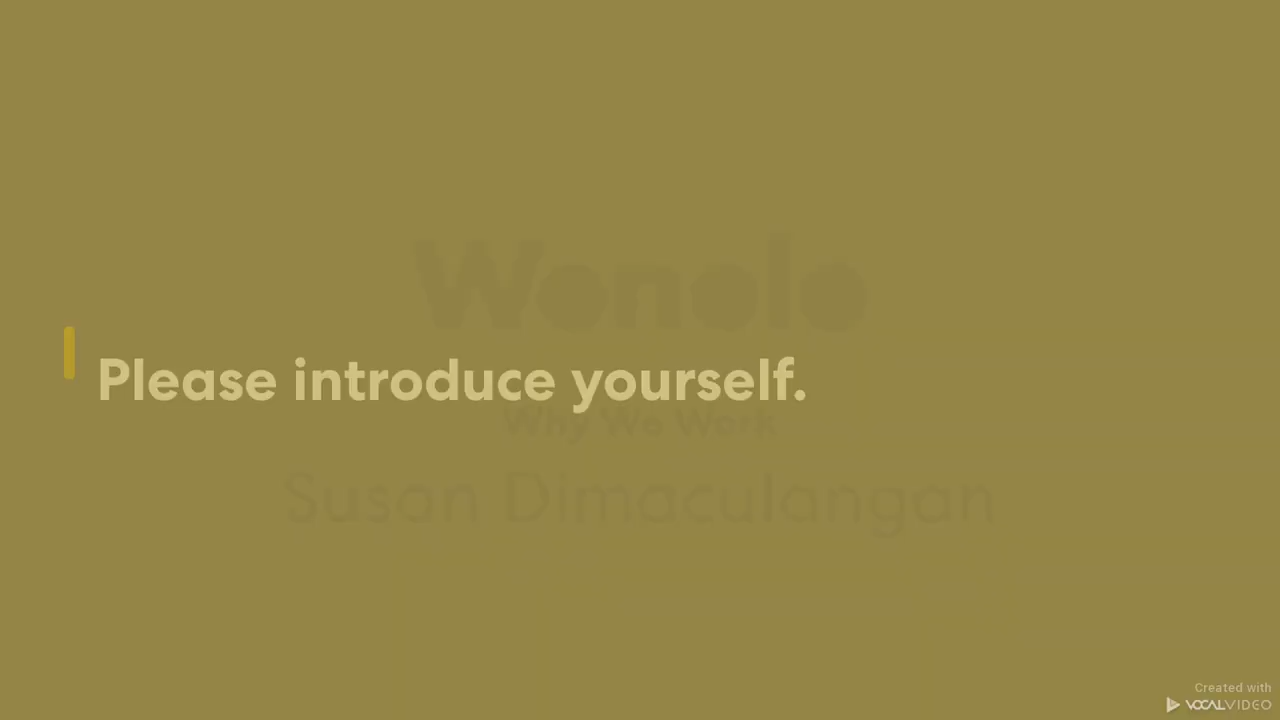 Wonolo
Please introduce yourself.
Why We Work
Susan Dimaculangan
Created with
VOCALVIDEO